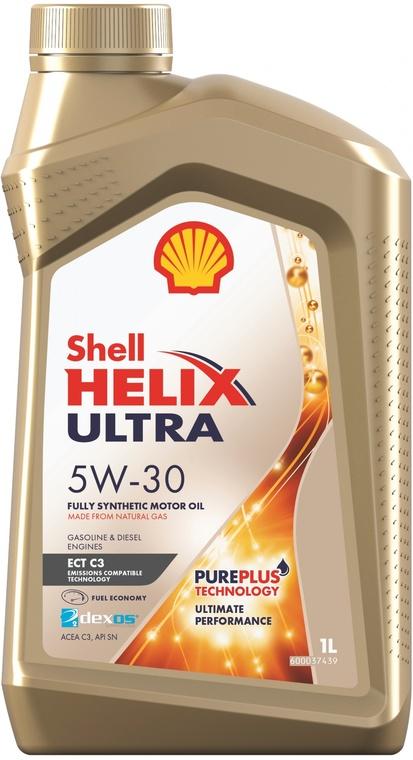 Shell
HELIX
ULTRA
5W-30
FULLY SYNTHETIC MOTOR OIL
MADE FROM NATURAL GAS
GASOLINE & DIESEL
ENGINES
ECT C3
EMISSIONS COMPATIBLE
TECHNOLOGY
FUEL ECONOMY
2 dexos
ACEA C3, API SN
PUREPLUS
TECHNOLOGY
ULTIMATE
PERFORMANCE
1L
600037439